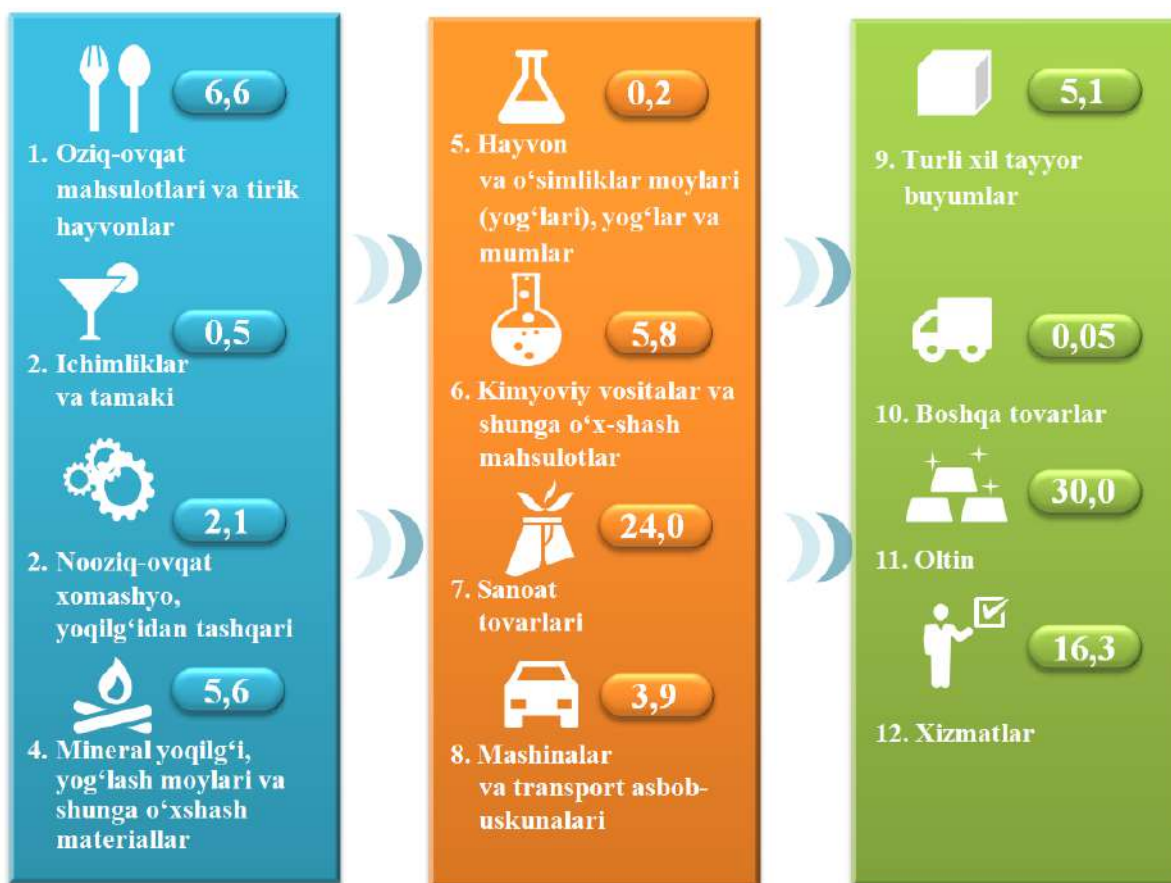 6,6
1. Oziq-ovqat
mahsulotlari va tirik
hayvonlar
0,5
2. Ichimliklar
va tamaki
2,1
2. Nooziq-ovqat
xomashyo,
yoqilg‘idan tashqari
5,6
4. Mineral yoqilg‘i,
yog‘lash moylari va
shunga o‘xshash
materiallar
0,2
5. Hayvon
va o‘simliklar moylari
(yog‘lari), yog‘lar va
mumlar
5,8
6. Kimyoviy vositalar va
shunga o‘x-shash
mahsulotlar
24,0
7. Sanoat
tovarlari
3,9
8. Mashinalar
va transport asbob-
uskunalari
5,1
9. Turli xil tayyor
buyumlar
0,05
10. Boshqa tovarlar
30,0
11. Oltin
16,3
12. Xizmatlar